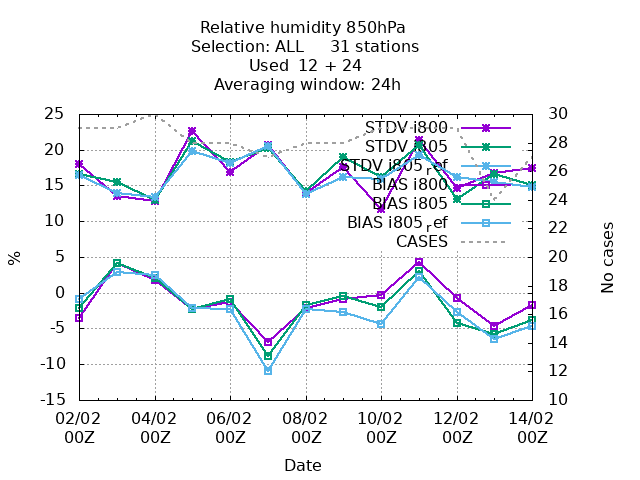 Relative humidity 850hPa
Selection: ALL 31 stations
Used 12 + 24
Averaging window: 24h
25
20
15
10
5
0
-5
-10
-15
%
30
28
26
24
22
20
18
16
14
12
10
No cases
STDV i800
STDV i805
STDV i805ref
BIAS i800
BIAS i805
BIAS i805ref
CASES
02/02 04/02 06/02 08/02 10/02 12/02 14/02
00Z 00Z 00Z 00Z 00Z 00Z 00Z
Date